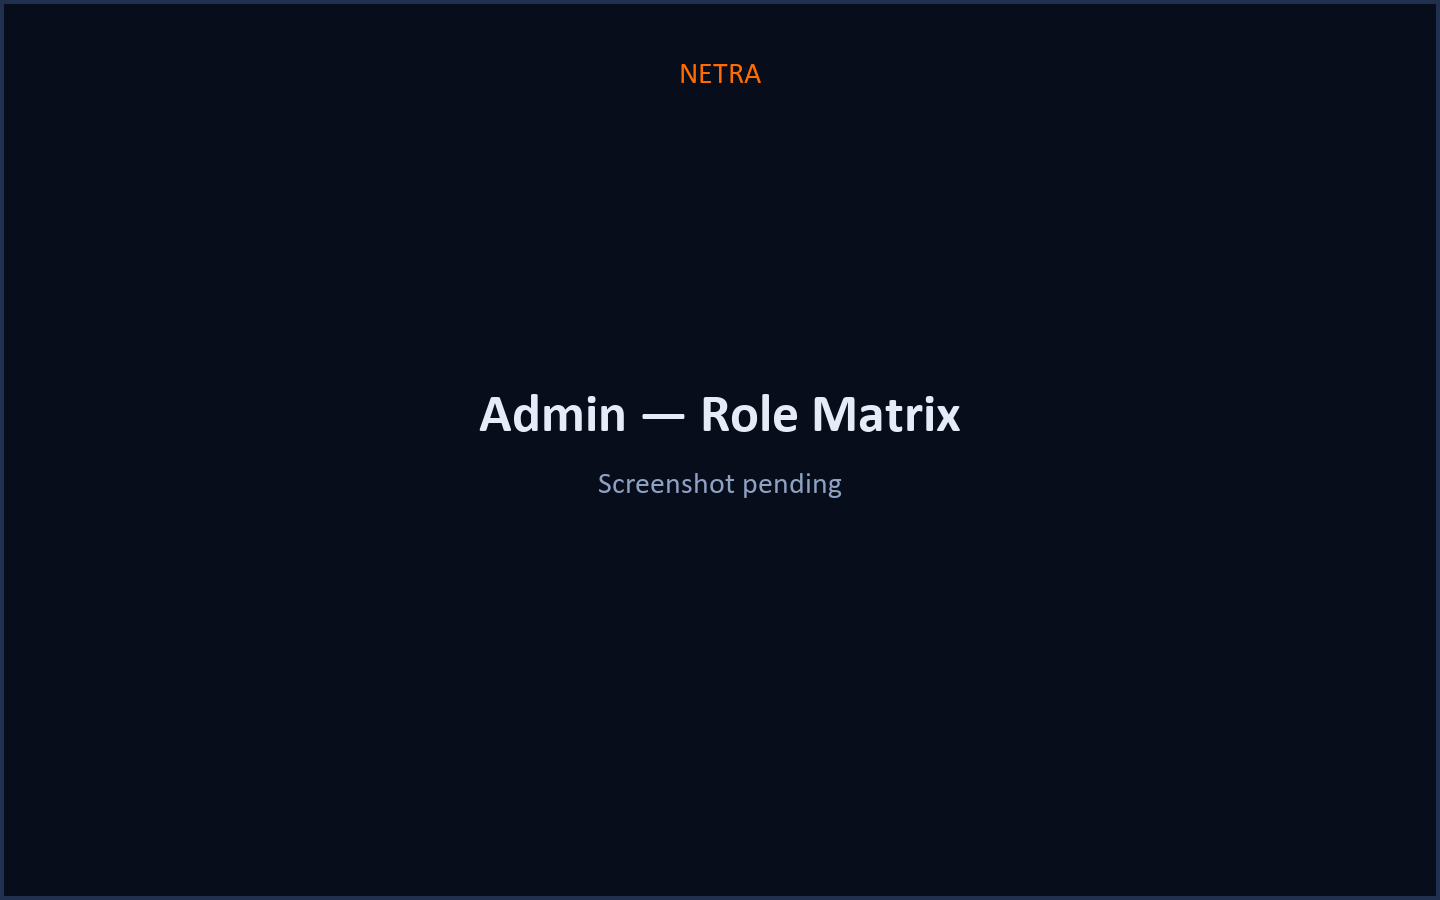 NETRA
Admin — Role Matrix
Screenshot pending